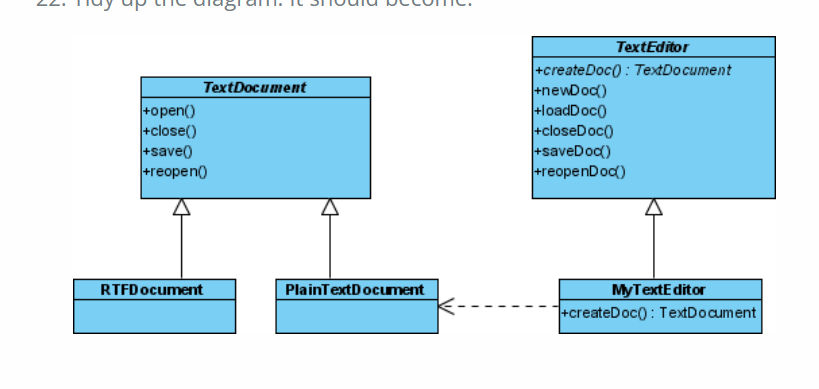 22. Tidy up the diagram. It should become:
TextEditor
+createDoc() : TextDocument
+newDoc()
+loadDoc()
+closeDoc()
+saveDoc()
+reopenDoc()
TextDocument
+open()
+close()
+save()
+reopen()
RTFDocument
PlainTextDocument
MyTextEditor
+createDoc() : TextDocument